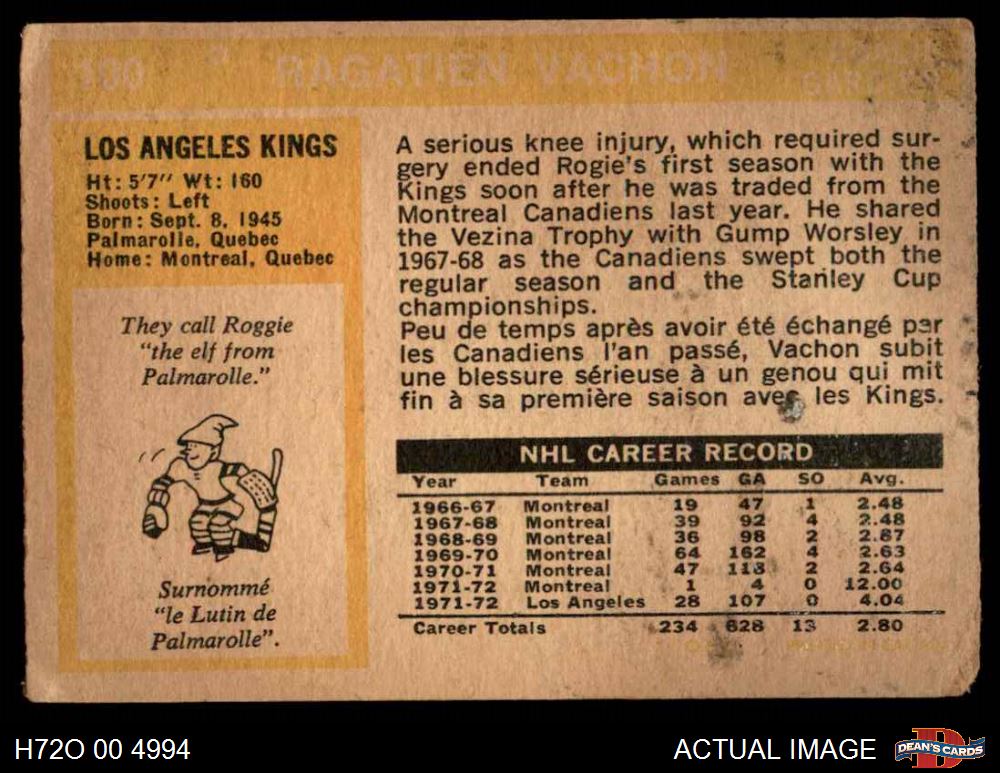 100 RAGATIEN VACHON
LOS ANGELES KINGS
Ht: 5'7" Wt: 160
Shoots: Left
Born: Sept. 8, 1945
Palmarolle, Quebec
Home: Montreal, Quebec
They call Roggie
"the elf from
Palmarolle."
Surnommé
"le Lutin de
Palmarolle".
A serious knee injury, which required sur-
gery ended Rogie's first season with the
Kings soon after he was traded from the
Montreal Canadiens last year. He shared
the Vezina Trophy with Gump Worsley in
1967-68 as the Canadiens swept both the
regular season and the Stanley Cup
championships.
Peu de temps après avoir été échangé par
les Canadiens l'an passé, Vachon subit
une blessure sérieuse à un genou qui mit
fin à sa première saison avec les Kings.
NHL CAREER RECORD
Year Team Games GA SO Avg.
1966-67 Montreal 19 47 1 2.48
1967-68 Montreal 39 92 4 2.48
1968-69 Montreal 36 98 2 2.87
1969-70 Montreal 64 162 4 2.63
1970-71 Montreal 47 118 2 2.64
1971-72 Montreal 1 4 0 12.00
1971-72 Los Angeles 28 107 0 4.04
Career Totals 234 628 13 2.80
H72O 00 4994
ACTUAL IMAGE
DEAN'S CARDS